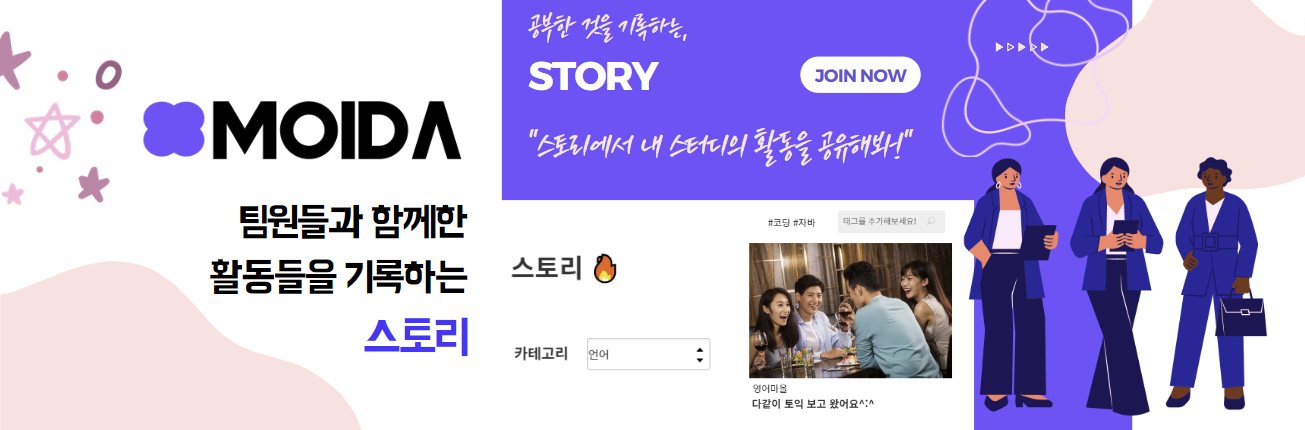 MOIDA
팀원들과 함께한
활동들을 기록하는
스토리
공부한 것을 기록하는,
STORY
JOIN NOW
"스토리에서 내 스터디의 활동을 공유해봐!"
#코딩 #자바
태그를 추가해보세요!
스토리
카테고리
언어
영어마을
다같이 토익 보고 왔어요^:^